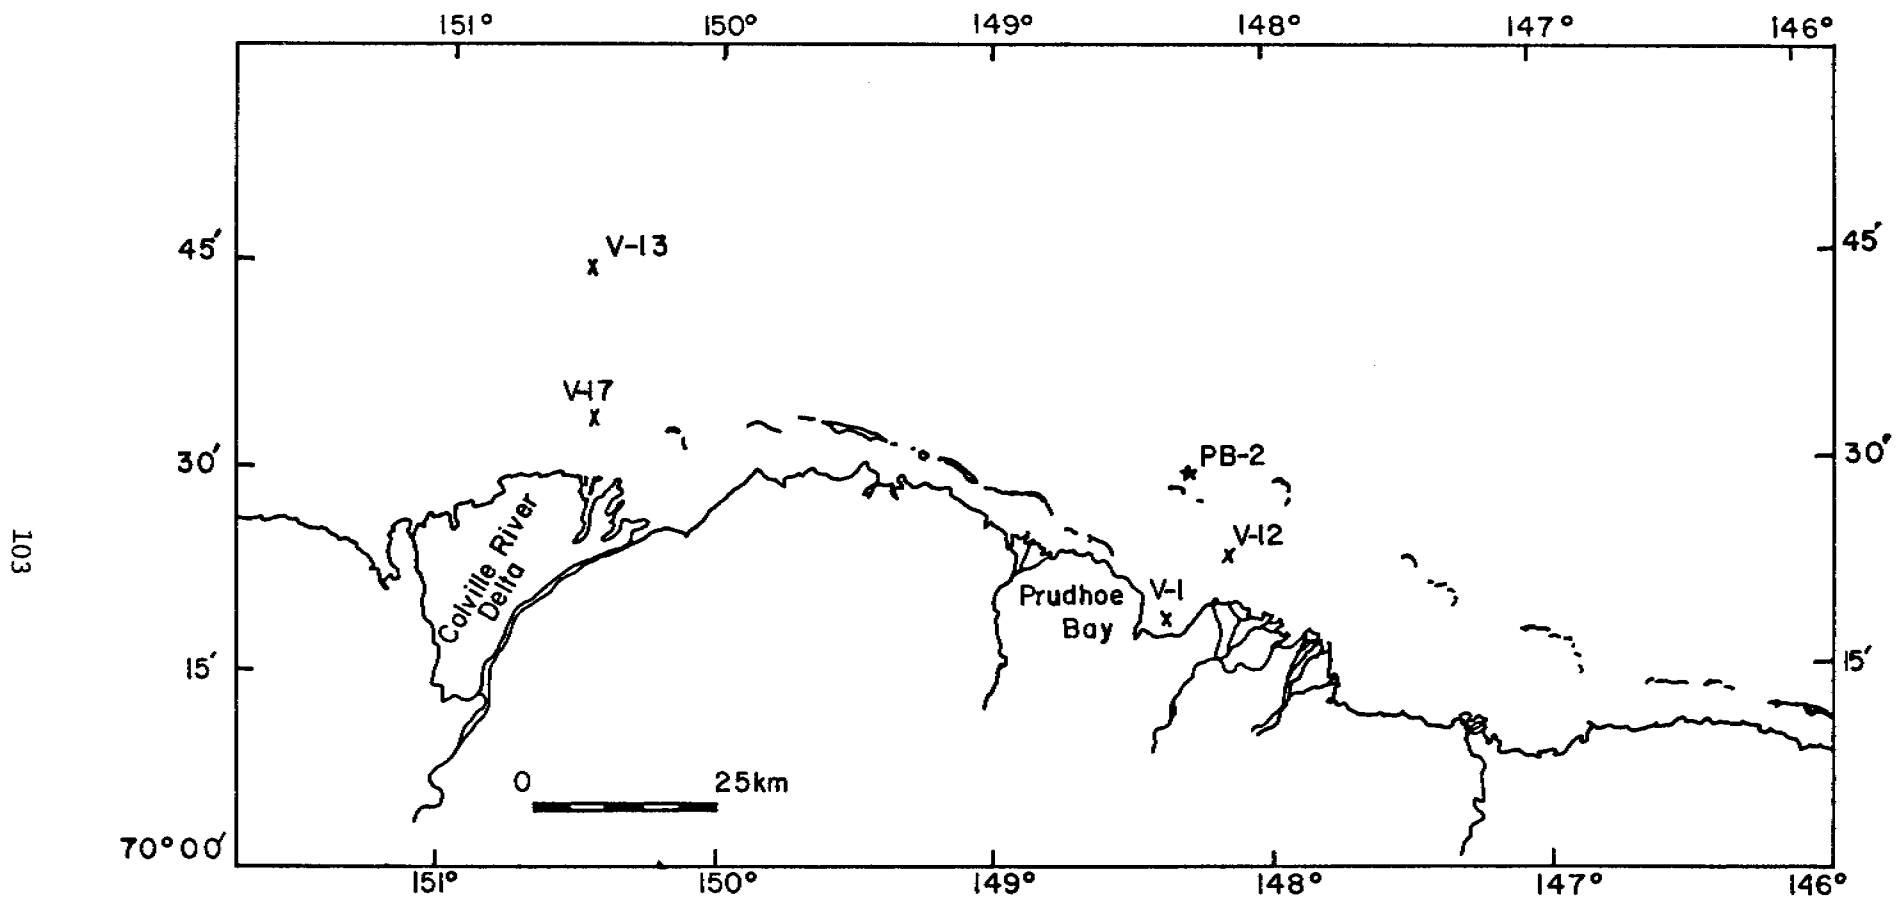 151° 150° 149° 148° 147° 146°
45′ V-13 45′
V-17
30′ PB-2 30′
V-12
Colville River
Delta
V-1
Prudhoe
Bay
15′ 15′
103
0 25km
70°00′
151° 150° 149° 148° 147° 146°